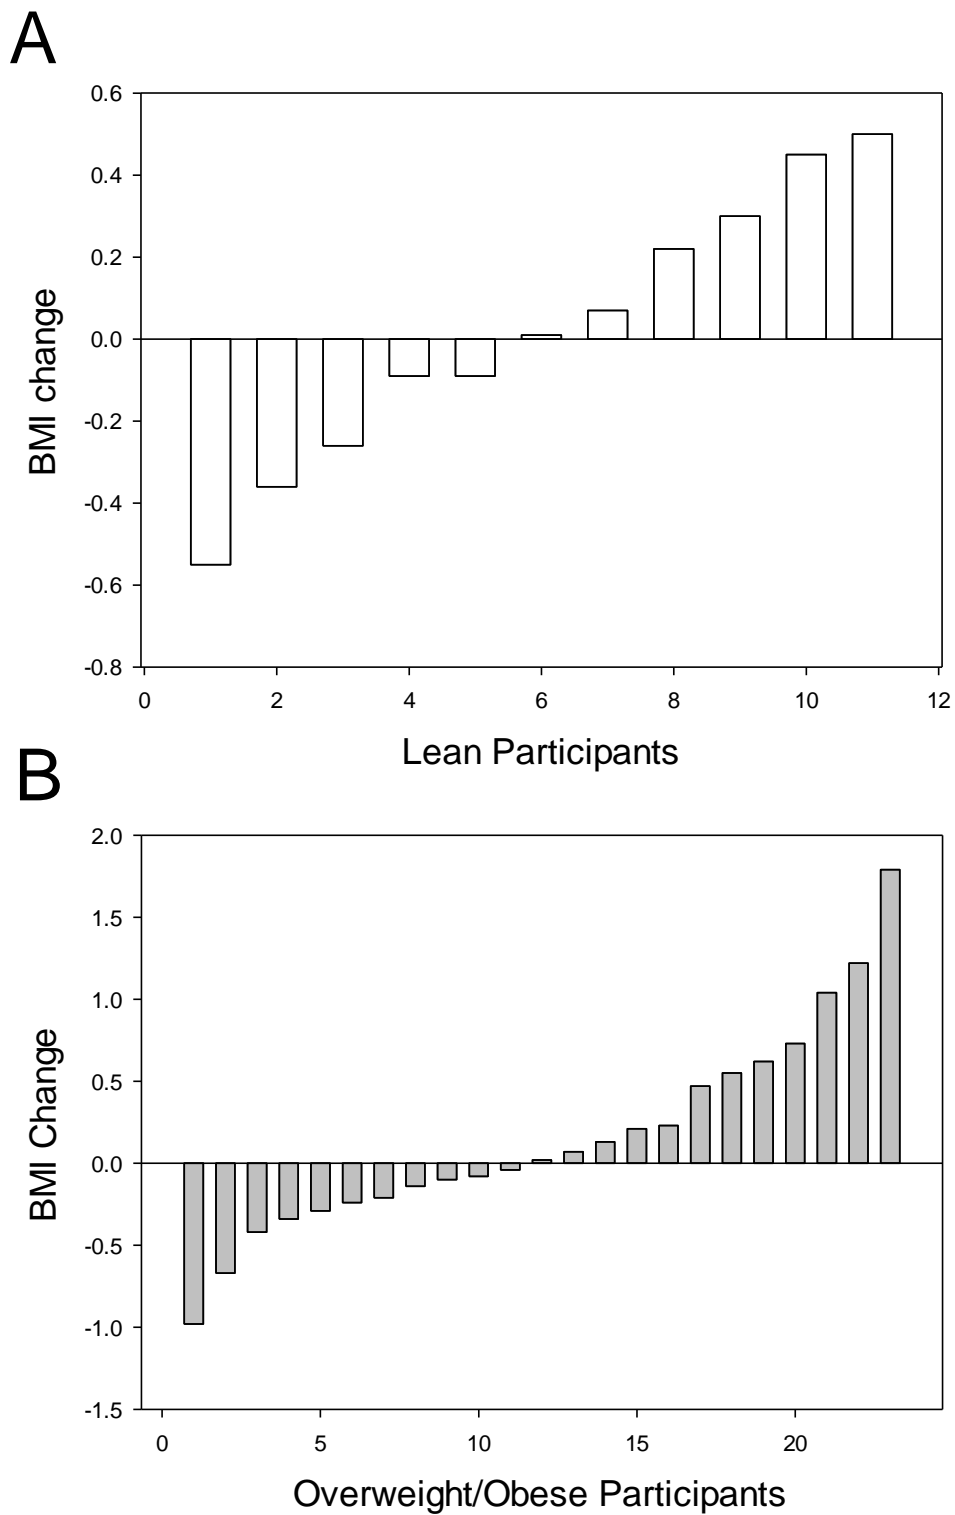 A
0.6
0.4
0.2
0.0
-0.2
-0.4
-0.6
-0.8
BMI change
0 2 4 6 8 10 12
Lean Participants
B
2.0
1.5
1.0
0.5
0.0
-0.5
-1.0
-1.5
BMI Change
0 5 10 15 20
Overweight/Obese Participants